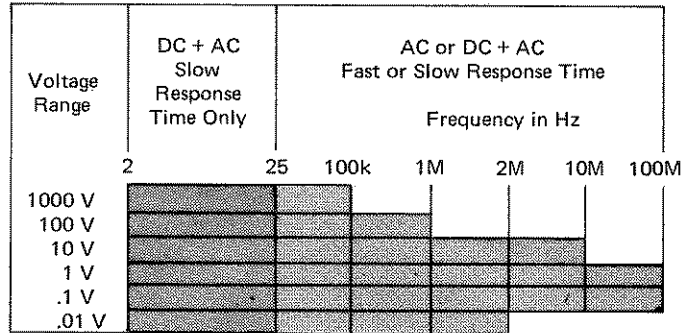 Voltage
Range
DC + AC
Slow
Response
Time Only
AC or DC + AC
Fast or Slow Response Time
Frequency in Hz
2 25 100k 1M 2M 10M 100M
1000 V
100 V
10 V
1 V
.1 V
.01 V